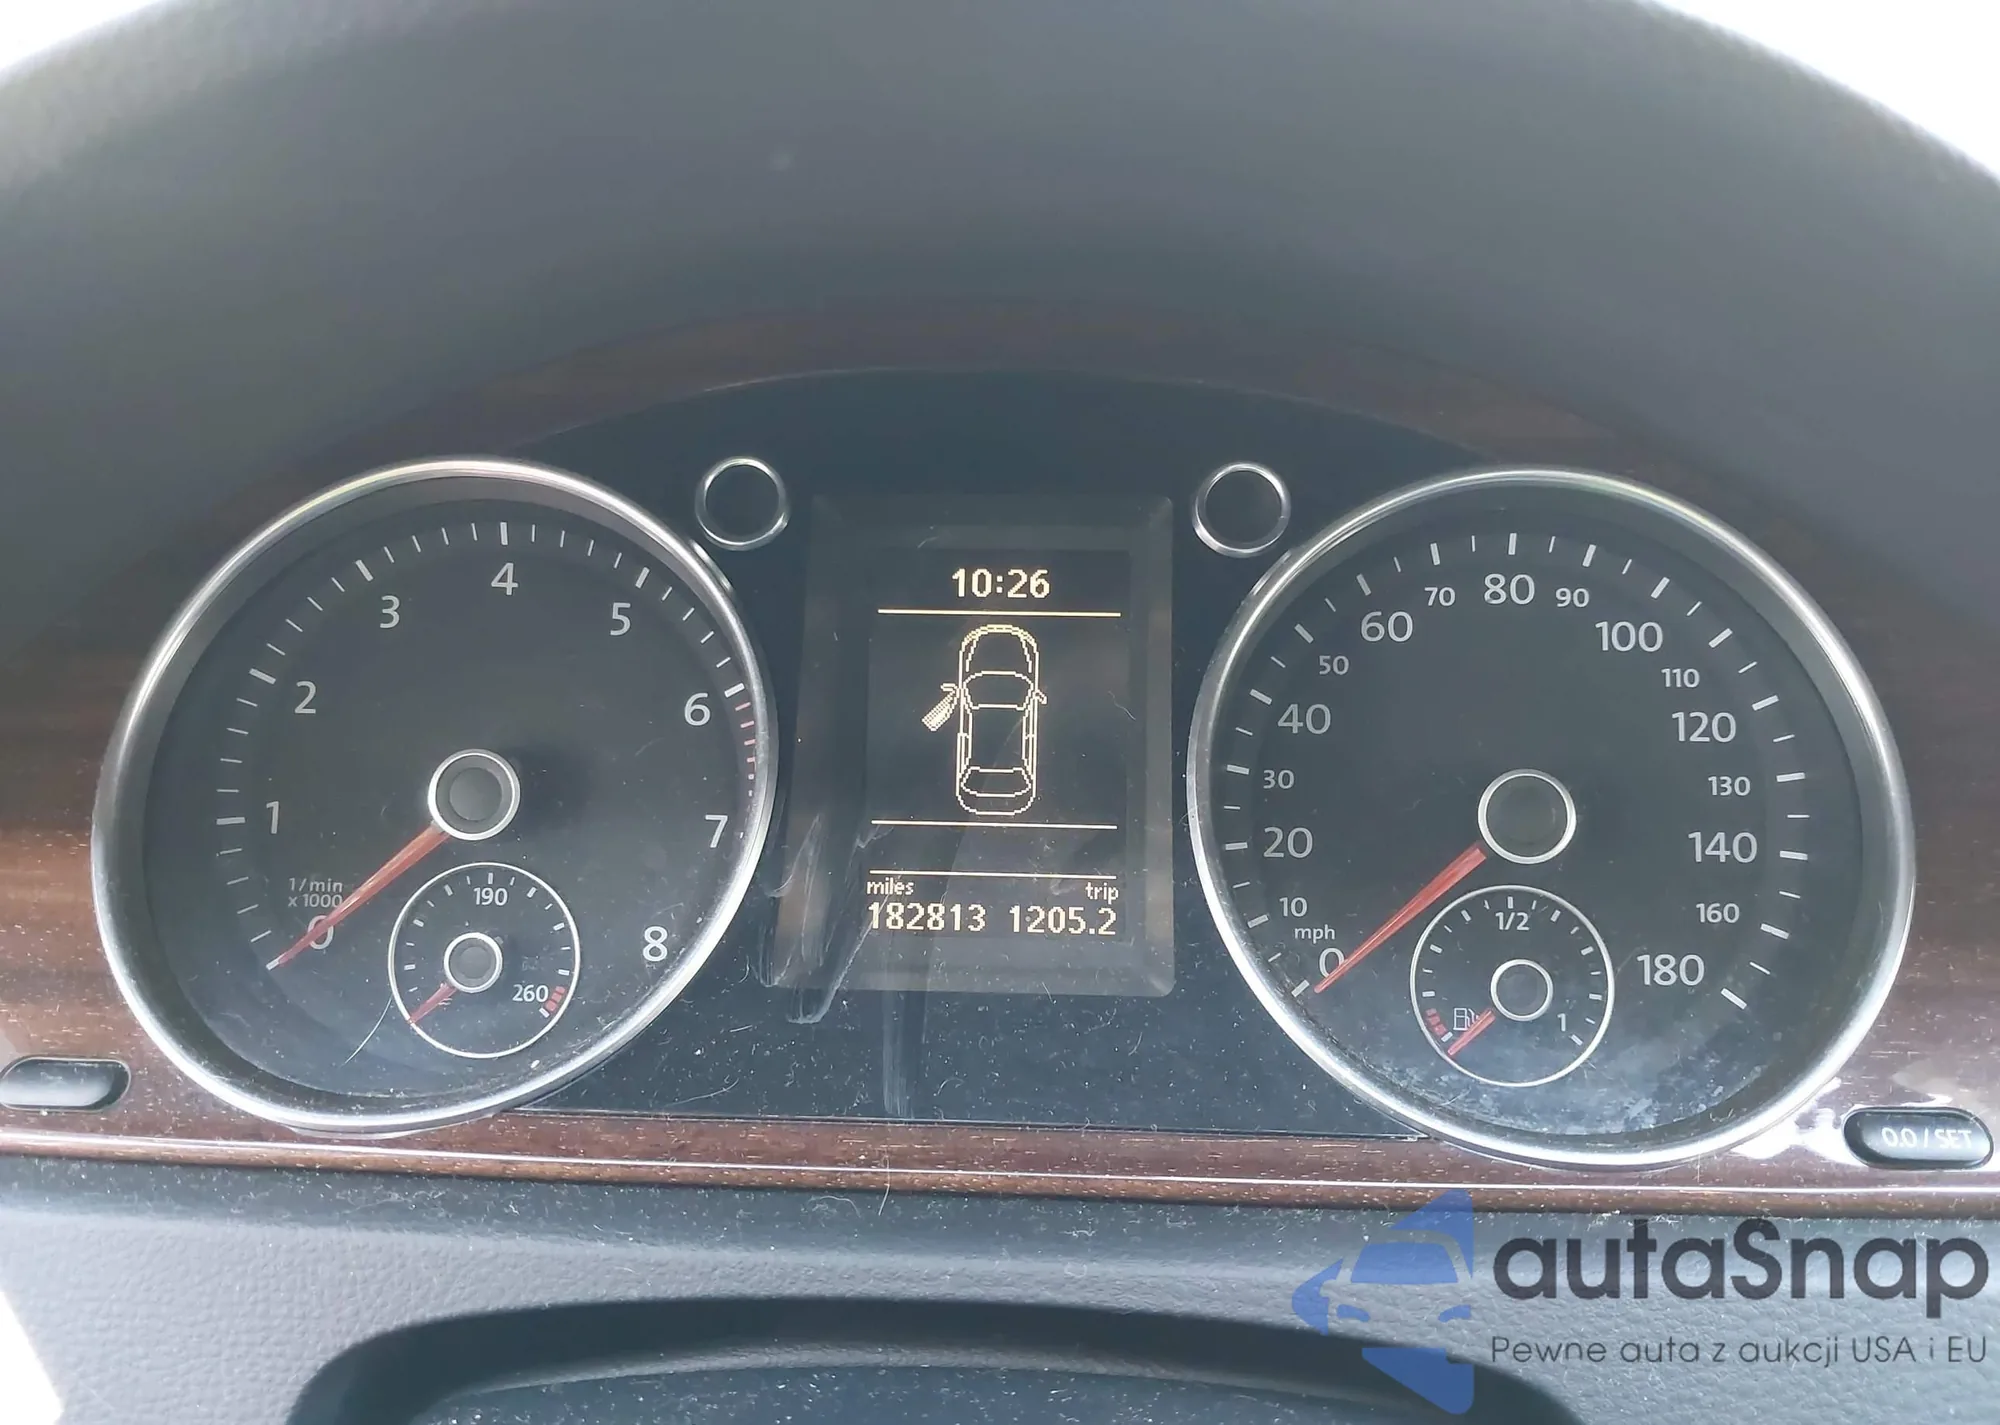 10:26
miles trip
182813 1205.2
1/min
x 1000
0 1 2 3 4 5 6 7 8
190
260
mph
0 10 20 30 40 50 60 70 80 90 100 110 120 130 140 160 180
1/2
1
0.0 / SET
autaSnap
Pewne auta z aukcji USA i EU